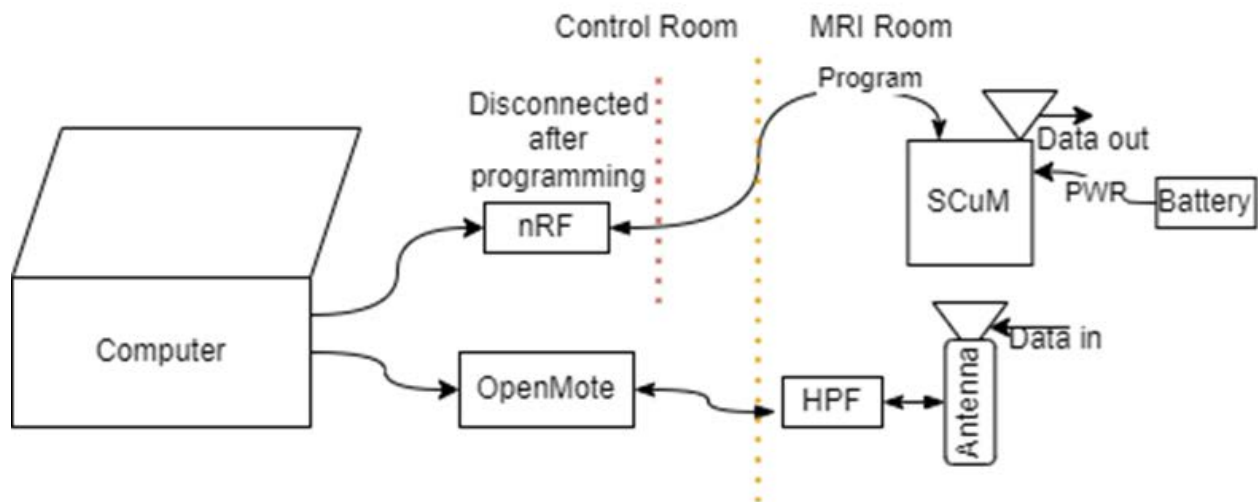 Control Room
MRI Room
Program
Disconnected
after
programming
Data out
nRF
SCuM
PWR
Battery
Computer
OpenMote
HPF
Antenna
Data in